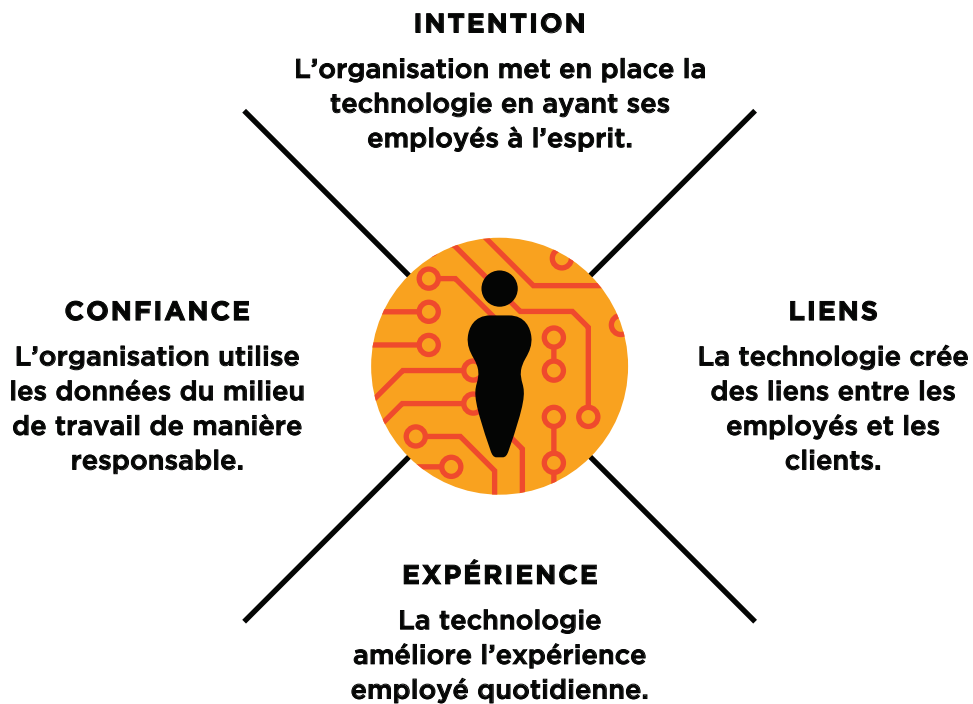 INTENTION
L’organisation met en place la
technologie en ayant ses
employés à l’esprit.
CONFIANCE
L’organisation utilise
les données du milieu
de travail de manière
responsable.
LIENS
La technologie crée
des liens entre les
employés et les
clients.
EXPÉRIENCE
La technologie
améliore l’expérience
employé quotidienne.